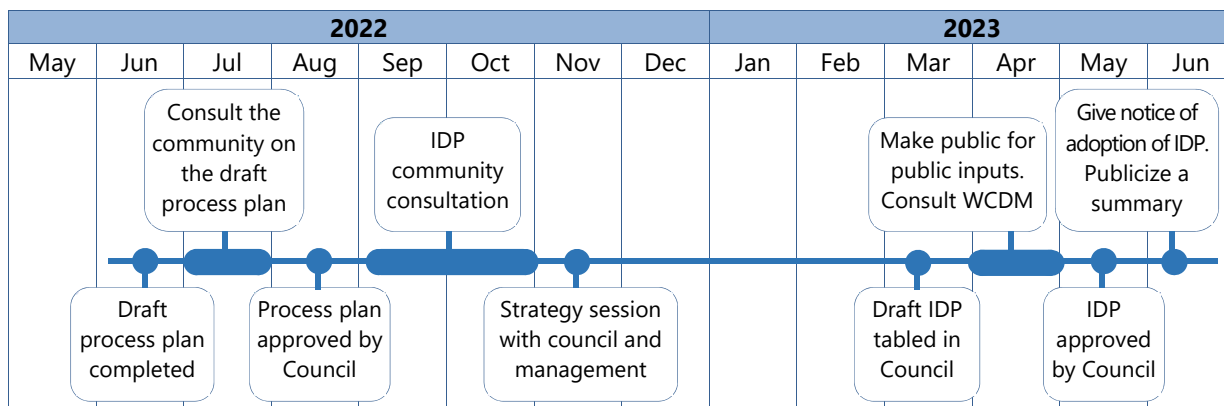 2022 2023
May Jun Jul Aug Sep Oct Nov Dec Jan Feb Mar Apr May Jun
Consult the
community on
the draft
process plan
IDP
community
consultation
Make public for
public inputs.
Consult WCDM
Give notice of
adoption of IDP.
Publicize a
summary
Draft
process plan
completed
Process plan
approved by
Council
Strategy session
with council and
management
Draft IDP
tabled in
Council
IDP
approved
by Council